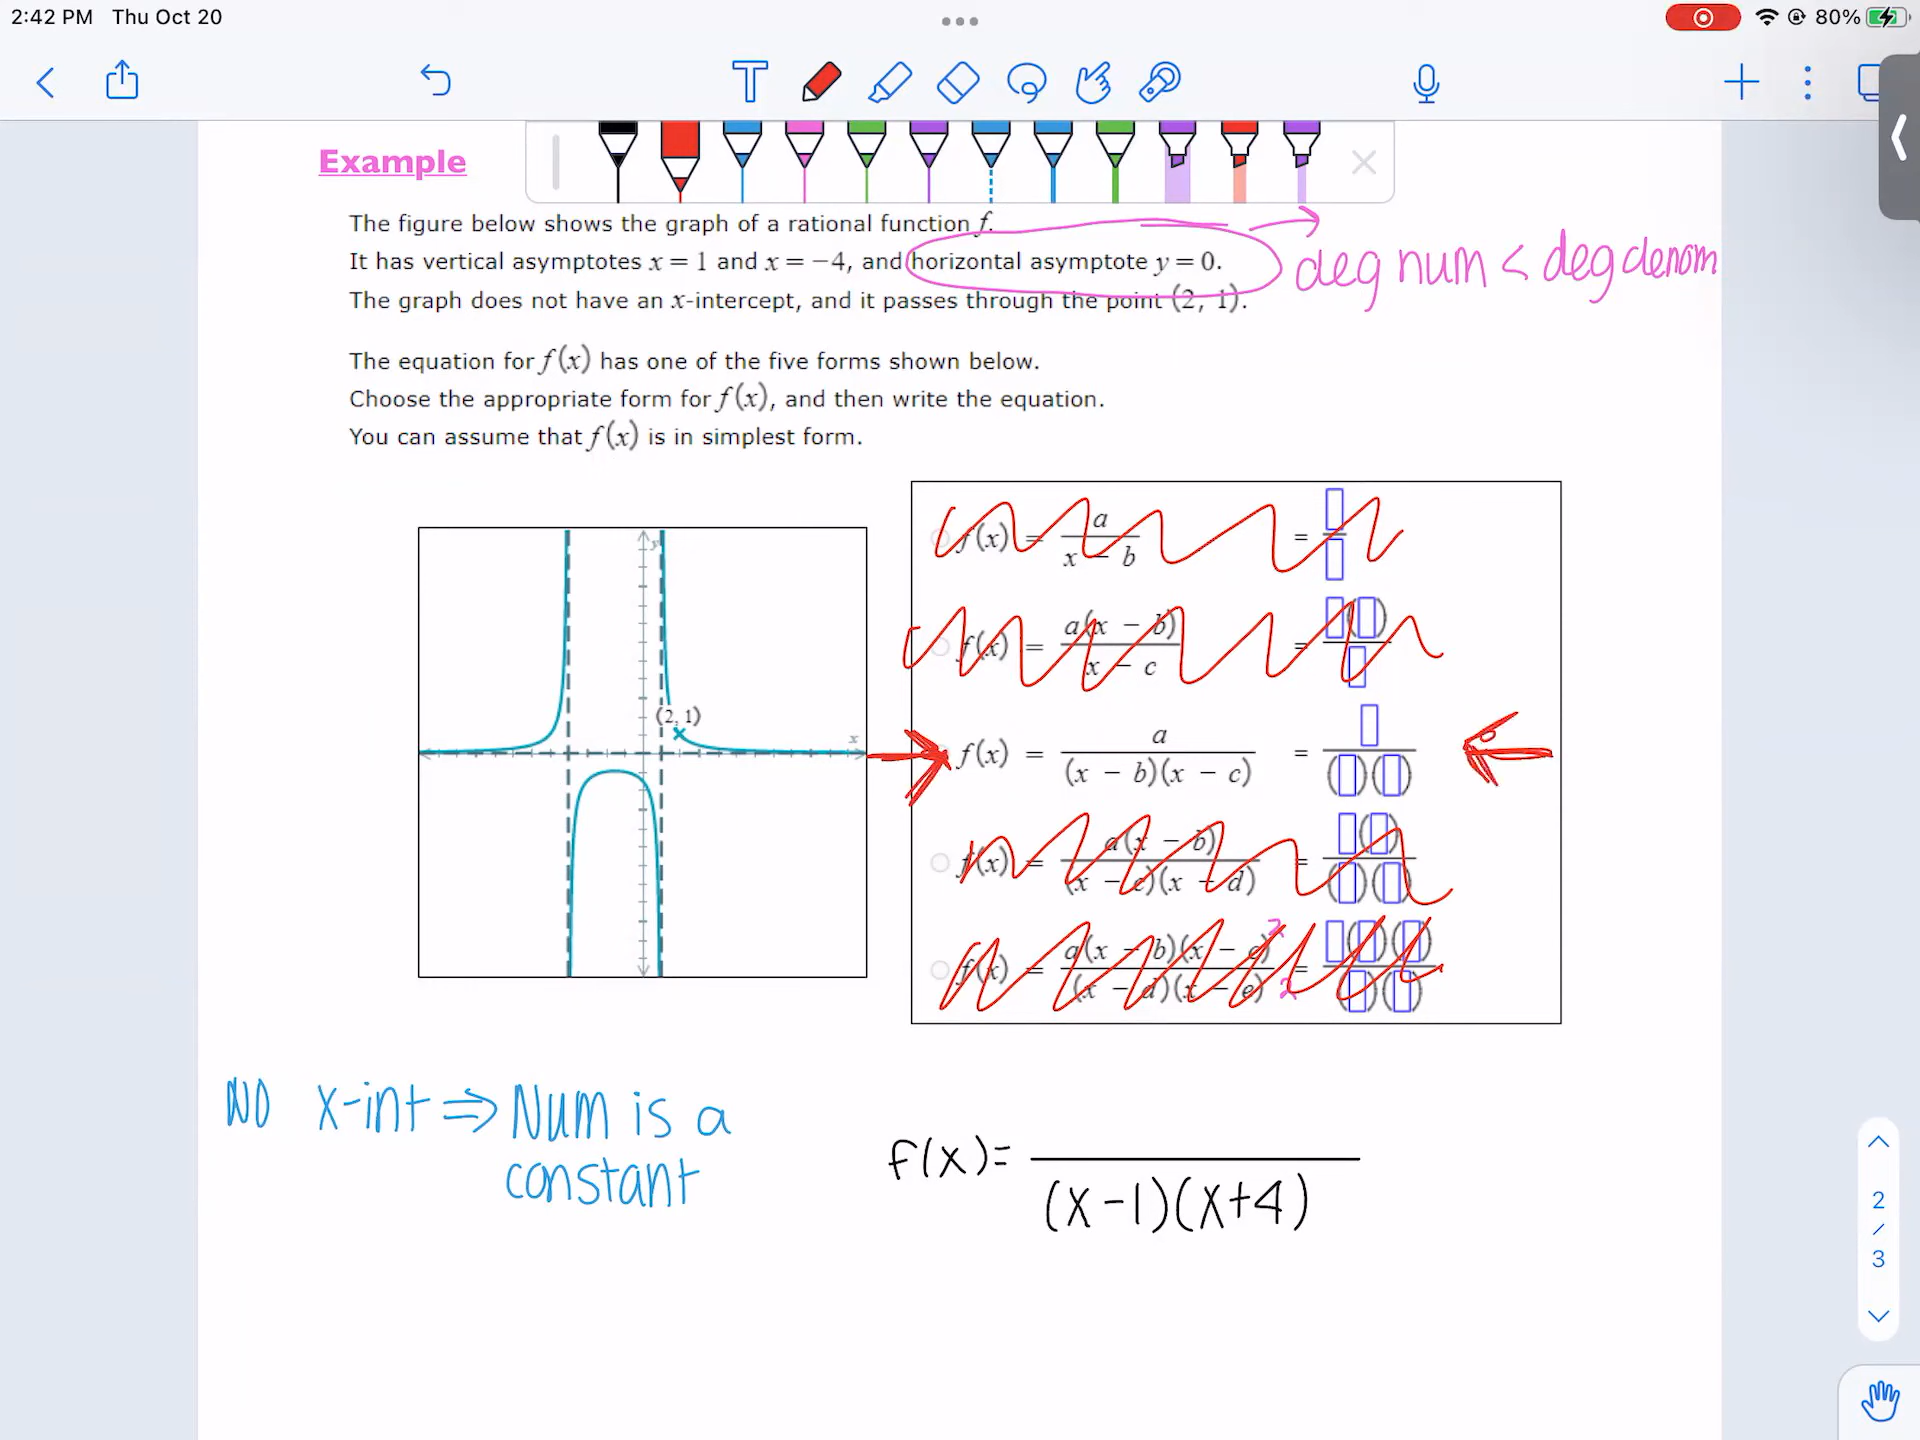 2:42 PM Thu Oct 20
80%
Example
The figure below shows the graph of a rational function f.
It has vertical asymptotes x = 1 and x = −4, and horizontal asymptote y = 0.
deg num < deg denom
The graph does not have an x-intercept, and it passes through the point (2, 1).
The equation for f(x) has one of the five forms shown below.
Choose the appropriate form for f(x), and then write the equation.
You can assume that f(x) is in simplest form.
y
(2, 1)
x
f(x) = a / (x − b) = ▯/▯
f(x) = a(x − b) / (x − c) = ▯(▯)/▯
f(x) = a / ((x − b)(x − c)) = ▯/((▯)(▯))
f(x) = a(x − b) / ((x − c)(x − d)) = ▯(▯)/((▯)(▯))
f(x) = a(x − b)(x − c) / ((x − d)(x − e)) = ▯(▯)(▯)/((▯)(▯))
2
2
NO x-int ⇒ Num is a
constant
f(x) =
(x-1)(x+4)
2
/
3